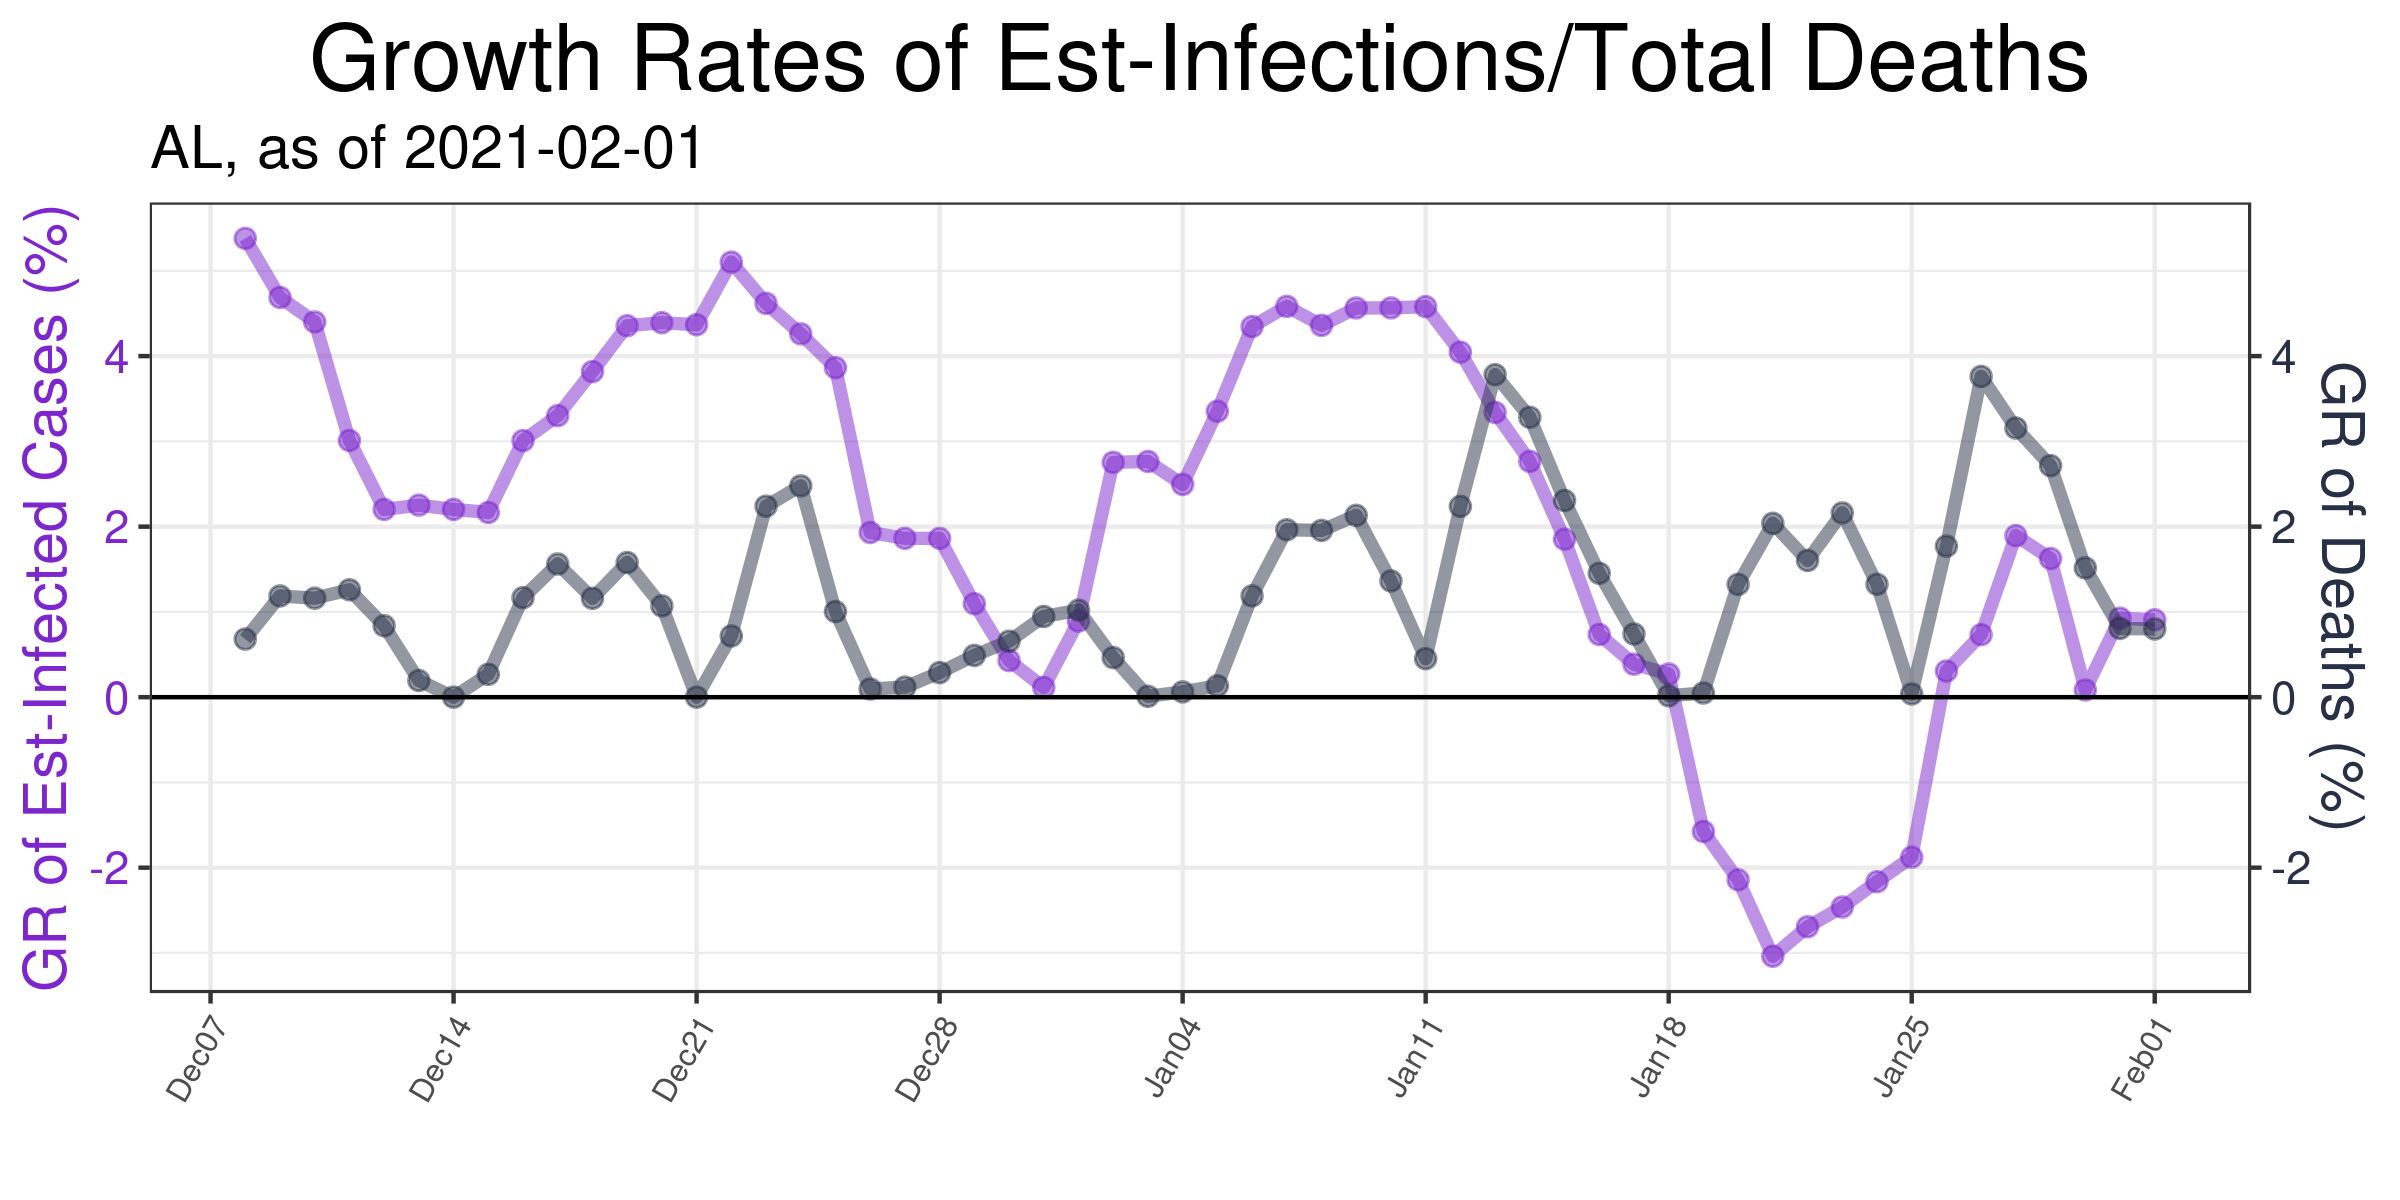 Growth Rates of Est-Infections/Total Deaths
AL, as of 2021-02-01
GR of Est-Infected Cases (%)
4
2
0
-2
4
2
0
-2
GR of Deaths (%)
Dec07
Dec14
Dec21
Dec28
Jan04
Jan11
Jan18
Jan25
Feb01